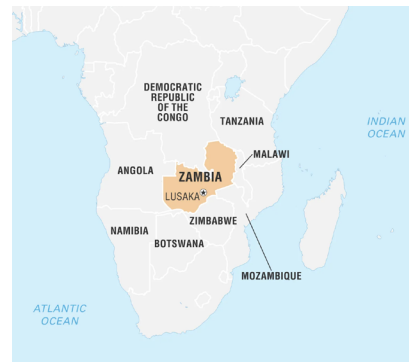 DEMOCRATIC
REPUBLIC
OF THE
CONGO
TANZANIA
INDIAN
OCEAN
MALAWI
ANGOLA
ZAMBIA
LUSAKA
ZIMBABWE
NAMIBIA
BOTSWANA
MOZAMBIQUE
ATLANTIC
OCEAN